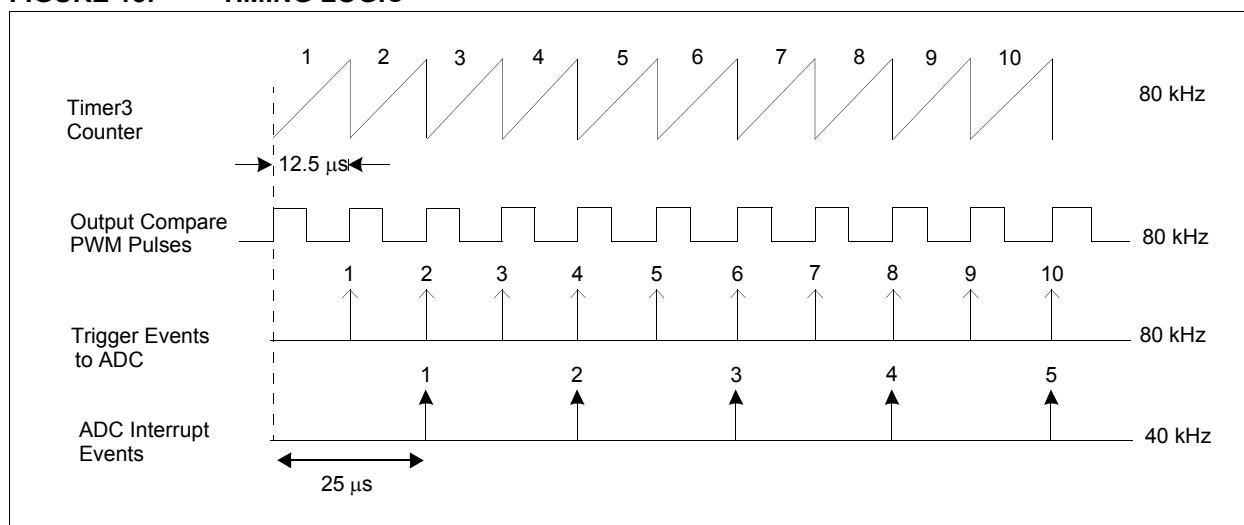 1 2 3 4 5 6 7 8 9 10
Timer3
Counter
80 kHz
12.5 μs
Output Compare
PWM Pulses
80 kHz
1 2 3 4 5 6 7 8 9 10
Trigger Events
to ADC
80 kHz
1 2 3 4 5
ADC Interrupt
Events
40 kHz
25 μs